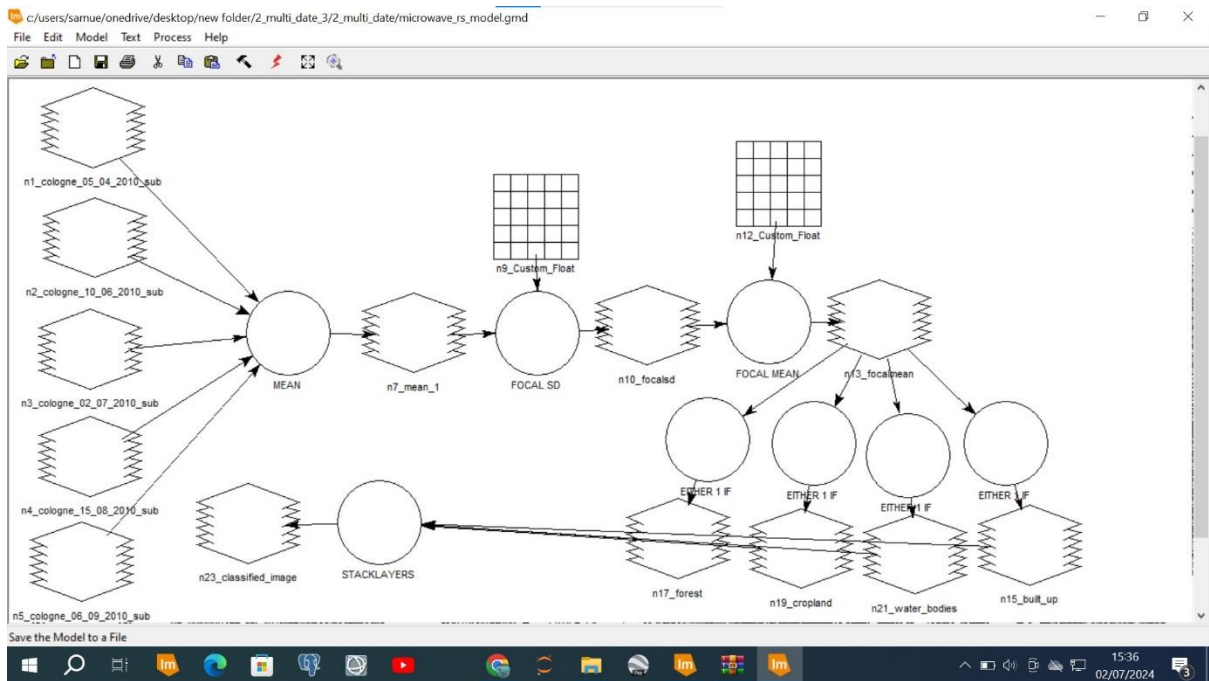 c:/users/samue/onedrive/desktop/new folder/2_multi_date_3/2_multi_date/microwave_rs_model.gmd
File Edit Model Text Process Help
n1_cologne_05_04_2010_sub
n2_cologne_10_06_2010_sub
n3_cologne_02_07_2010_sub
n4_cologne_15_08_2010_sub
n5_cologne_06_09_2010_sub
MEAN
n7_mean_1
n9_Custom_Float
FOCAL SD
n10_focalsd
n12_Custom_Float
FOCAL MEAN
n13_focalmean
EITHER 1 IF
EITHER 1 IF
EITHER 1 IF
EITHER 1 IF
n17_forest
n19_cropland
n21_water_bodies
n15_built_up
STACKLAYERS
n23_classified_image
Save the Model to a File
15:36
02/07/2024
3